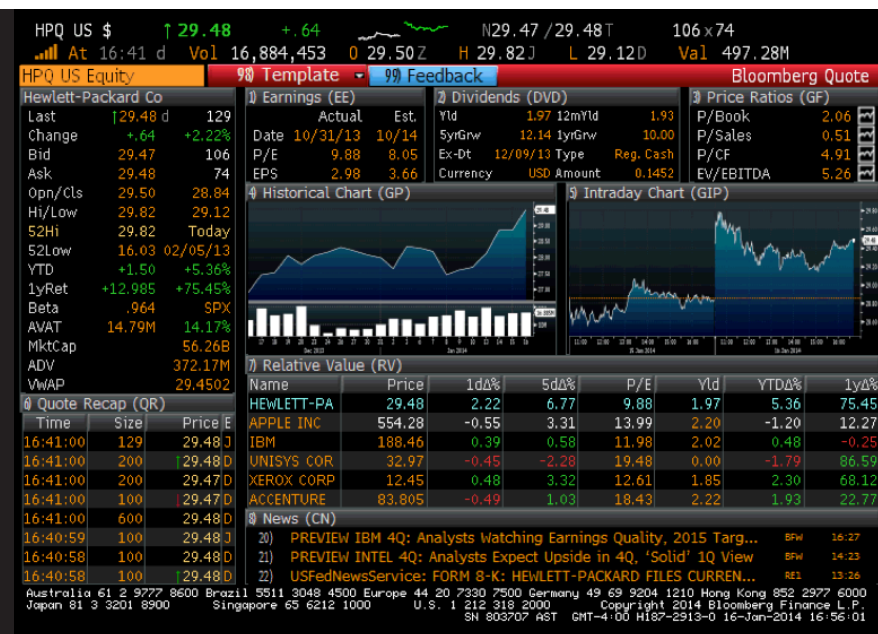 HPQ US $ ↑ 29.48 +.64 N29.47 / 29.48T 106 x 74
At 16:41 d Vol 16,884,453 O 29.50Z H 29.82J L 29.12D Val 497.28M
HPQ US Equity 98) Template 99) Feedback Bloomberg Quote
Hewlett-Packard Co
Last ↑29.48 d 129
Change +.64 +2.22%
Bid 29.47 106
Ask 29.48 74
Opn/Cls 29.50 28.84
Hi/Low 29.82 29.12
52Hi 29.82 Today
52Low 16.03 02/05/13
YTD +1.50 +5.36%
1yRet +12.985 +75.45%
Beta .964 SPX
AVAT 14.79M 14.17%
MktCap 56.26B
ADV 372.17M
VWAP 29.4502
1) Earnings (EE)
Actual Est.
Date 10/31/13 10/14
P/E 9.88 8.05
EPS 2.98 3.66
2) Dividends (DVD)
Yld 1.97 12mYld 1.93
5yrGrw 12.14 1yrGrw 10.00
Ex-Dt 12/09/13 Type Reg. Cash
Currency USD Amount 0.1452
3) Price Ratios (GF)
P/Book 2.06
P/Sales 0.51
P/CF 4.91
EV/EBITDA 5.26
4) Historical Chart (GP)
Dec 2013 Jan 2014
5) Intraday Chart (GIP)
15 Jan 2014 16 Jan 2014
6) Quote Recap (QR)
Time Size Price E
16:41:00 129 29.48 J
16:41:00 200 ↑29.48 D
16:41:00 200 29.47 D
16:41:00 100 ↓29.47 D
16:41:00 600 29.48 D
16:40:59 100 29.48 J
16:40:58 100 29.48 D
16:40:58 100 ↑29.48 D
7) Relative Value (RV)
Name Price 1dΔ% 5dΔ% P/E Yld YTDΔ% 1yΔ%
HEWLETT-PA 29.48 2.22 6.77 9.88 1.97 5.36 75.45
APPLE INC 554.28 -0.55 3.31 13.99 2.20 -1.20 12.27
IBM 188.46 0.39 0.58 11.98 2.02 0.48 -0.25
UNISYS COR 32.97 -0.45 -2.28 19.48 0.00 -1.79 86.59
XEROX CORP 12.45 0.48 3.32 12.61 1.85 2.30 68.12
ACCENTURE 83.805 -0.49 1.03 18.43 2.22 1.93 22.77
8) News (CN)
20) PREVIEW IBM 4Q: Analysts Watching Earnings Quality, 2015 Targ... BFW 16:27
21) PREVIEW INTEL 4Q: Analysts Expect Upside in 4Q, ‘Solid’ 1Q View BFW 14:23
22) USFedNewsService: FORM 8-K: HEWLETT-PACKARD FILES CURREN... RE1 13:26
Australia 61 2 9777 8600 Brazil 5511 3048 4500 Europe 44 20 7330 7500 Germany 49 69 9204 1210 Hong Kong 852 2977 6000
Japan 81 3 3201 8900 Singapore 65 6212 1000 U.S. 1 212 318 2000 Copyright 2014 Bloomberg Finance L.P.
SN 803707 AST GMT-4:00 H187-2913-0 16-Jan-2014 16:56:01